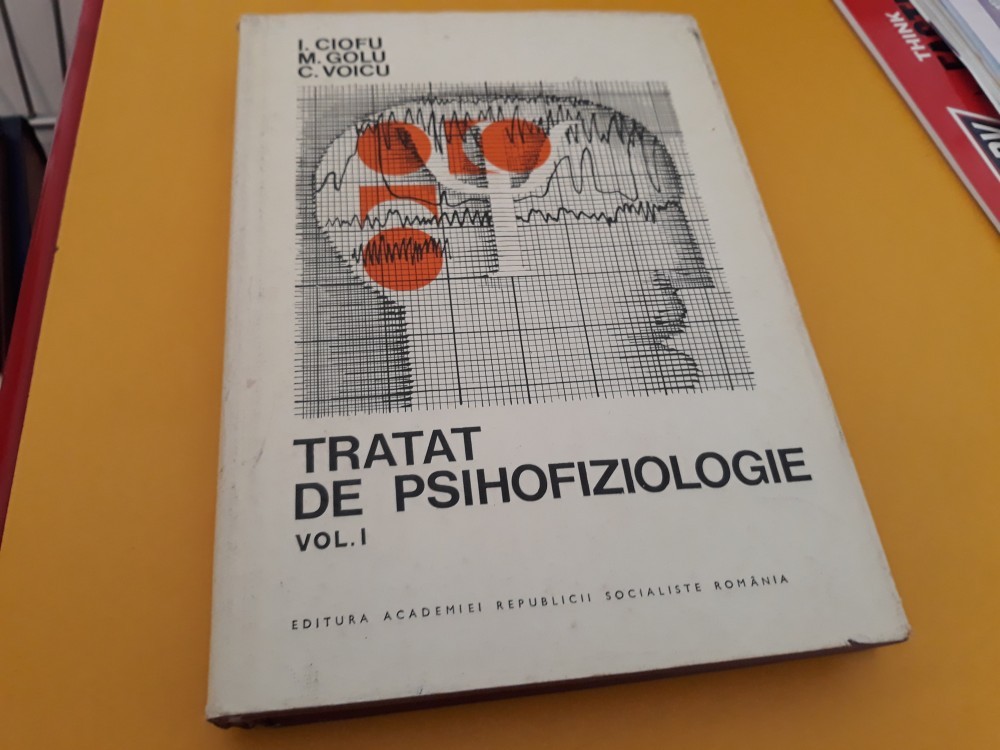 I. CIOFU
M. GOLU
C. VOICU
TRATAT
DE PSIHOFIZIOLOGIE
VOL. I
EDITURA ACADEMIEI REPUBLICII SOCIALISTE ROMÂNIA
THINK